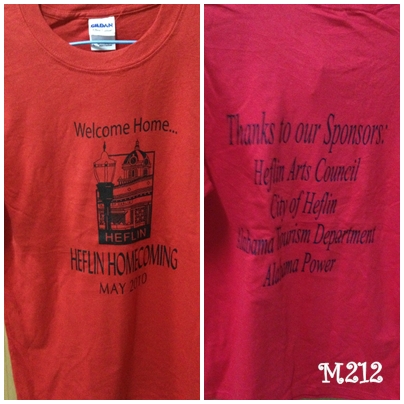 GILDAN
Welcome Home...
HEFLIN
HEFLIN HOMECOMING
MAY 2010
Thanks to our Sponsors:
Heflin Arts Council
City of Heflin
Alabama Tourism Department
Alabama Power
M212